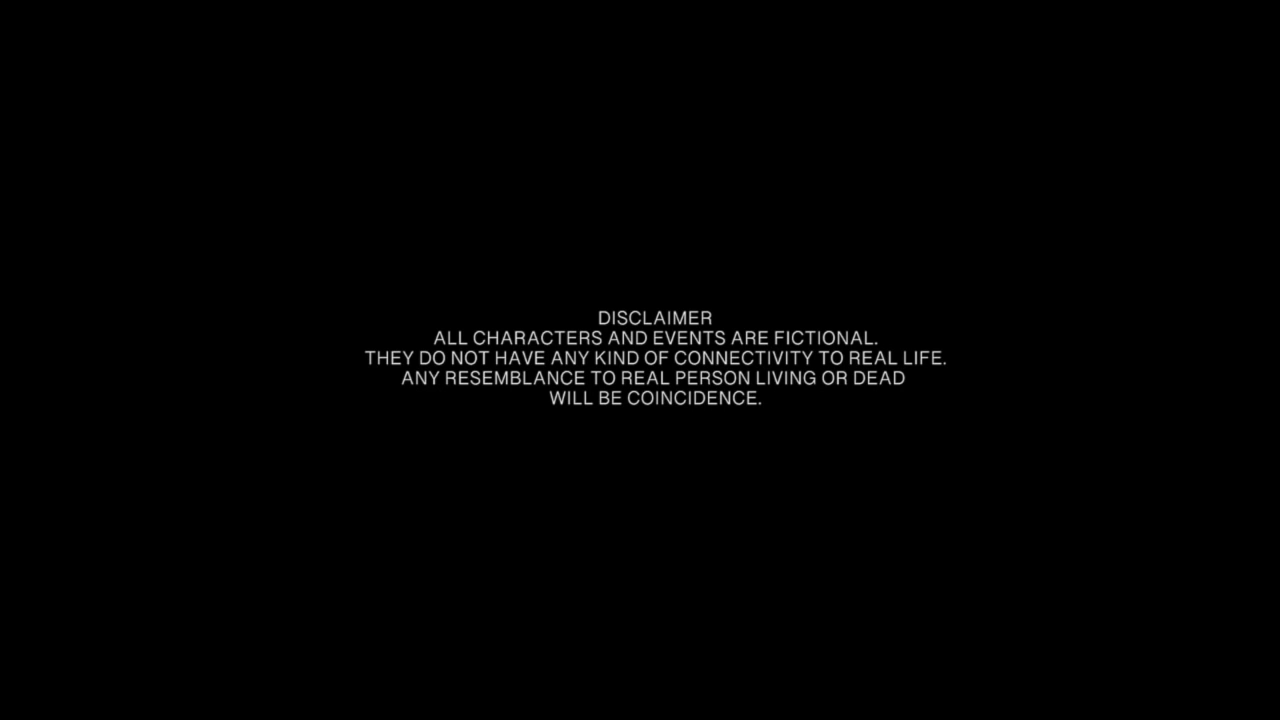 DISCLAIMER
ALL CHARACTERS AND EVENTS ARE FICTIONAL.
THEY DO NOT HAVE ANY KIND OF CONNECTIVITY TO REAL LIFE.
ANY RESEMBLANCE TO REAL PERSON LIVING OR DEAD
WILL BE COINCIDENCE.